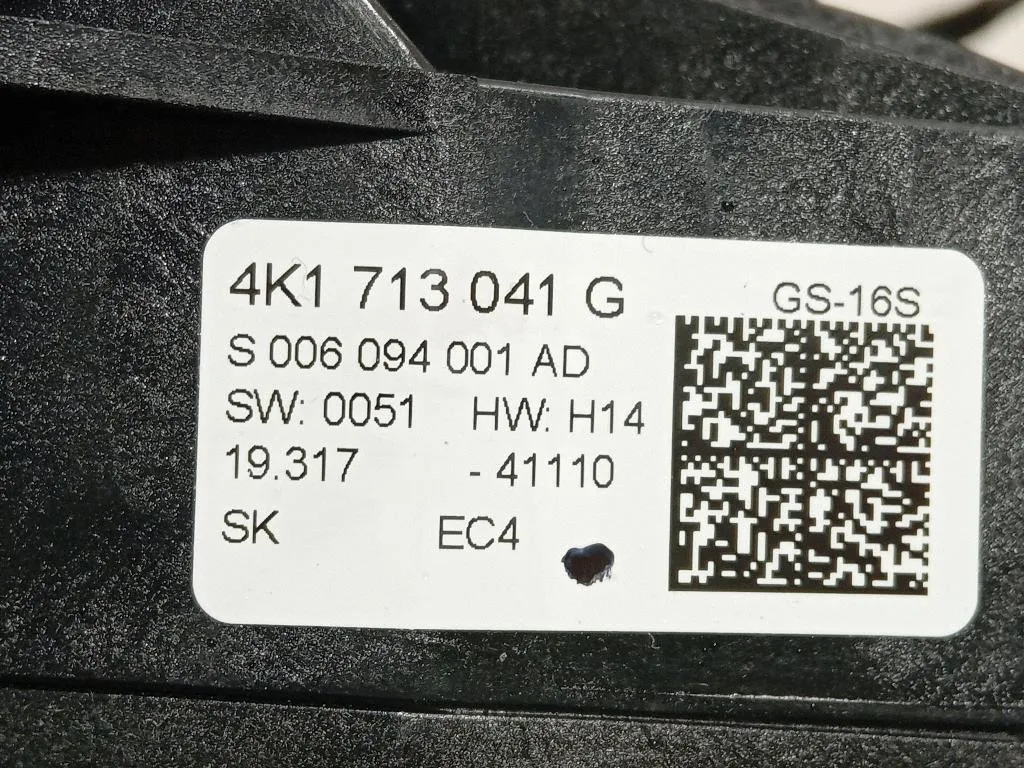 4K1 713 041 G
GS-16S
S 006 094 001 AD
SW: 0051 HW: H14
19.317 - 41110
SK EC4